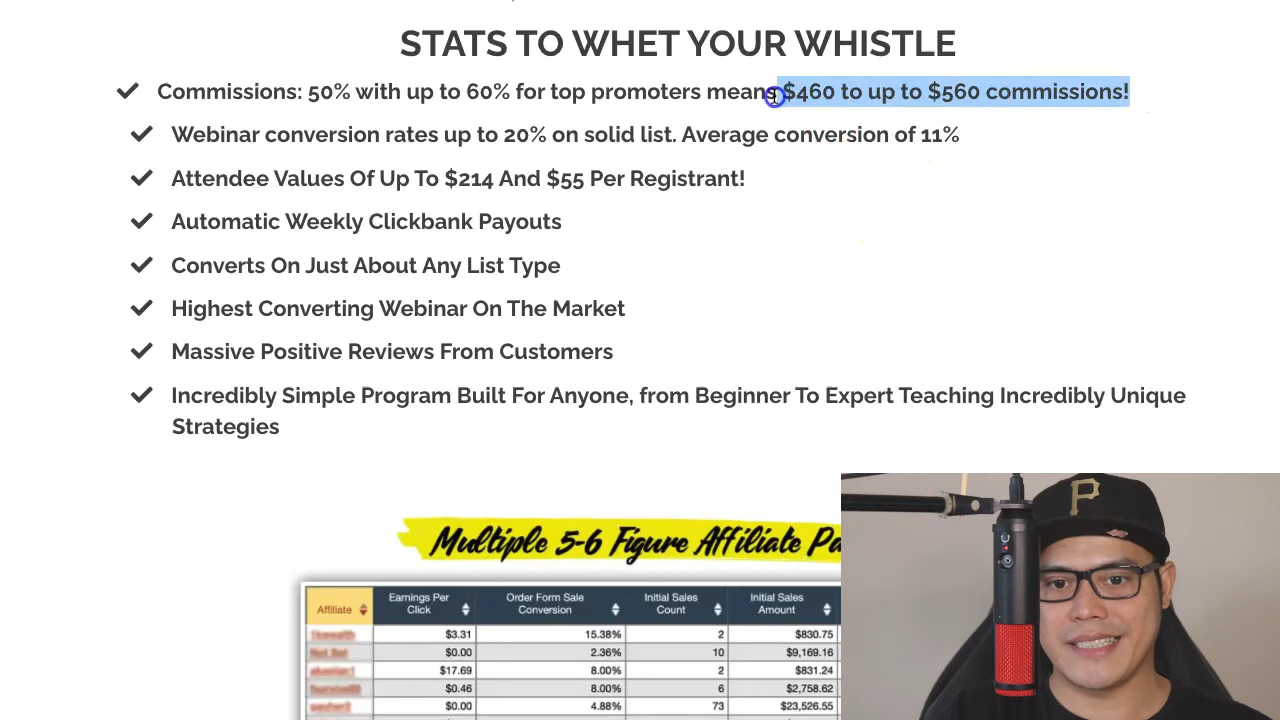 STATS TO WHET YOUR WHISTLE
Commissions: 50% with up to 60% for top promoters means $460 to up to $560 commissions!
Webinar conversion rates up to 20% on solid list. Average conversion of 11%
Attendee Values Of Up To $214 And $55 Per Registrant!
Automatic Weekly Clickbank Payouts
Converts On Just About Any List Type
Highest Converting Webinar On The Market
Massive Positive Reviews From Customers
Incredibly Simple Program Built For Anyone, from Beginner To Expert Teaching Incredibly Unique
Strategies
Multiple 5-6 Figure Affiliate Pa
Affiliate Earnings Per Click Order Form Sale Conversion Initial Sales Count Initial Sales Amount
$3.31 15.38% 2 $830.75
$0.00 2.36% 10 $9,169.16
$17.69 8.00% 2 $831.24
$0.46 8.00% 6 $2,758.62
$0.00 4.88% 73 $23,526.55
P